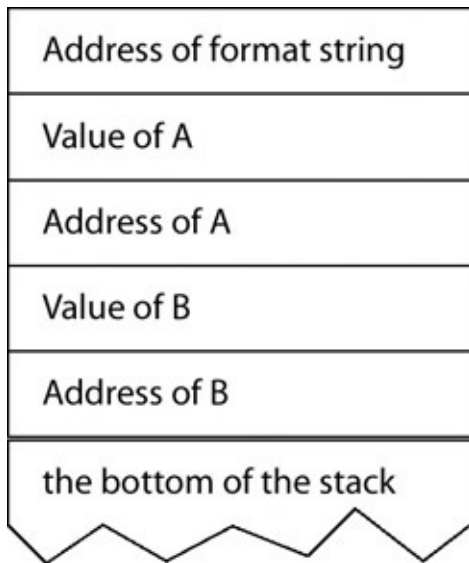 Address of format string
Value of A
Address of A
Value of B
Address of B
the bottom of the stack